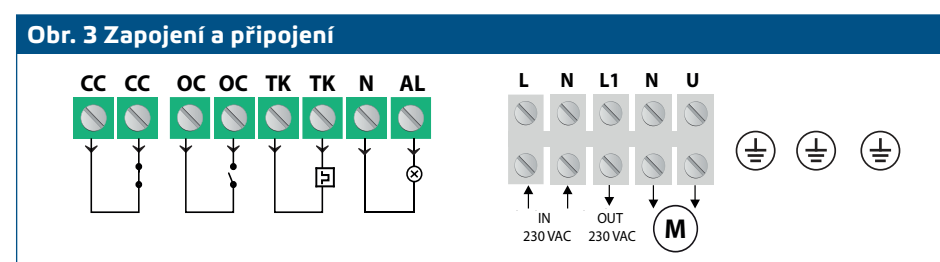 Obr. 3 Zapojení a připojení
CC CC OC OC TK TK N AL
L N L1 N U
IN OUT
230 VAC 230 VAC
M